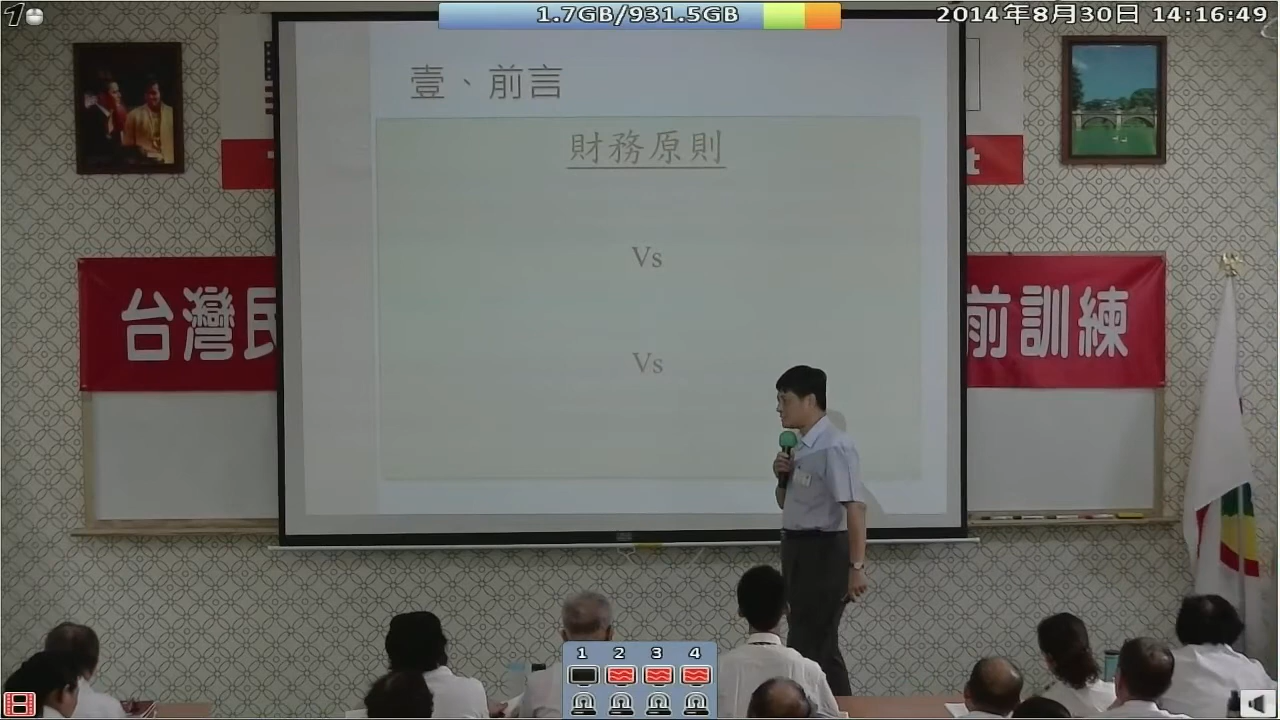 1
1.7GB/931.5GB
2014年8月30日 14:16:49
壹、前言
財務原則
Vs
Vs
t
台灣民
前訓練
1 2 3 4